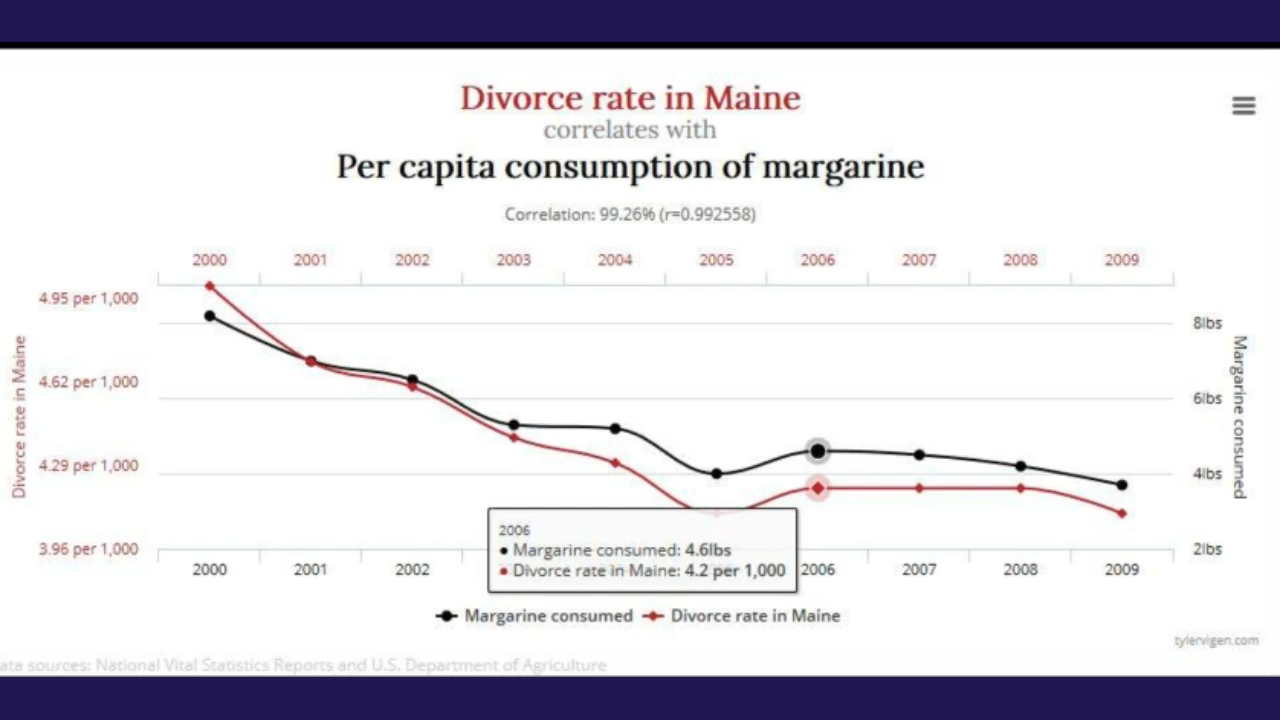 Divorce rate in Maine
correlates with
Per capita consumption of margarine
Correlation: 99.26% (r=0.992558)
2000 2001 2002 2003 2004 2005 2006 2007 2008 2009
4.95 per 1,000
4.62 per 1,000
4.29 per 1,000
3.96 per 1,000
Divorce rate in Maine
8lbs
6lbs
4lbs
2lbs
Margarine consumed
2006
Margarine consumed: 4.6lbs
Divorce rate in Maine: 4.2 per 1,000
2000 2001 2002 2006 2007 2008 2009
Margarine consumed Divorce rate in Maine
tylervigen.com
ata sources: National Vital Statistics Reports and U.S. Department of Agriculture